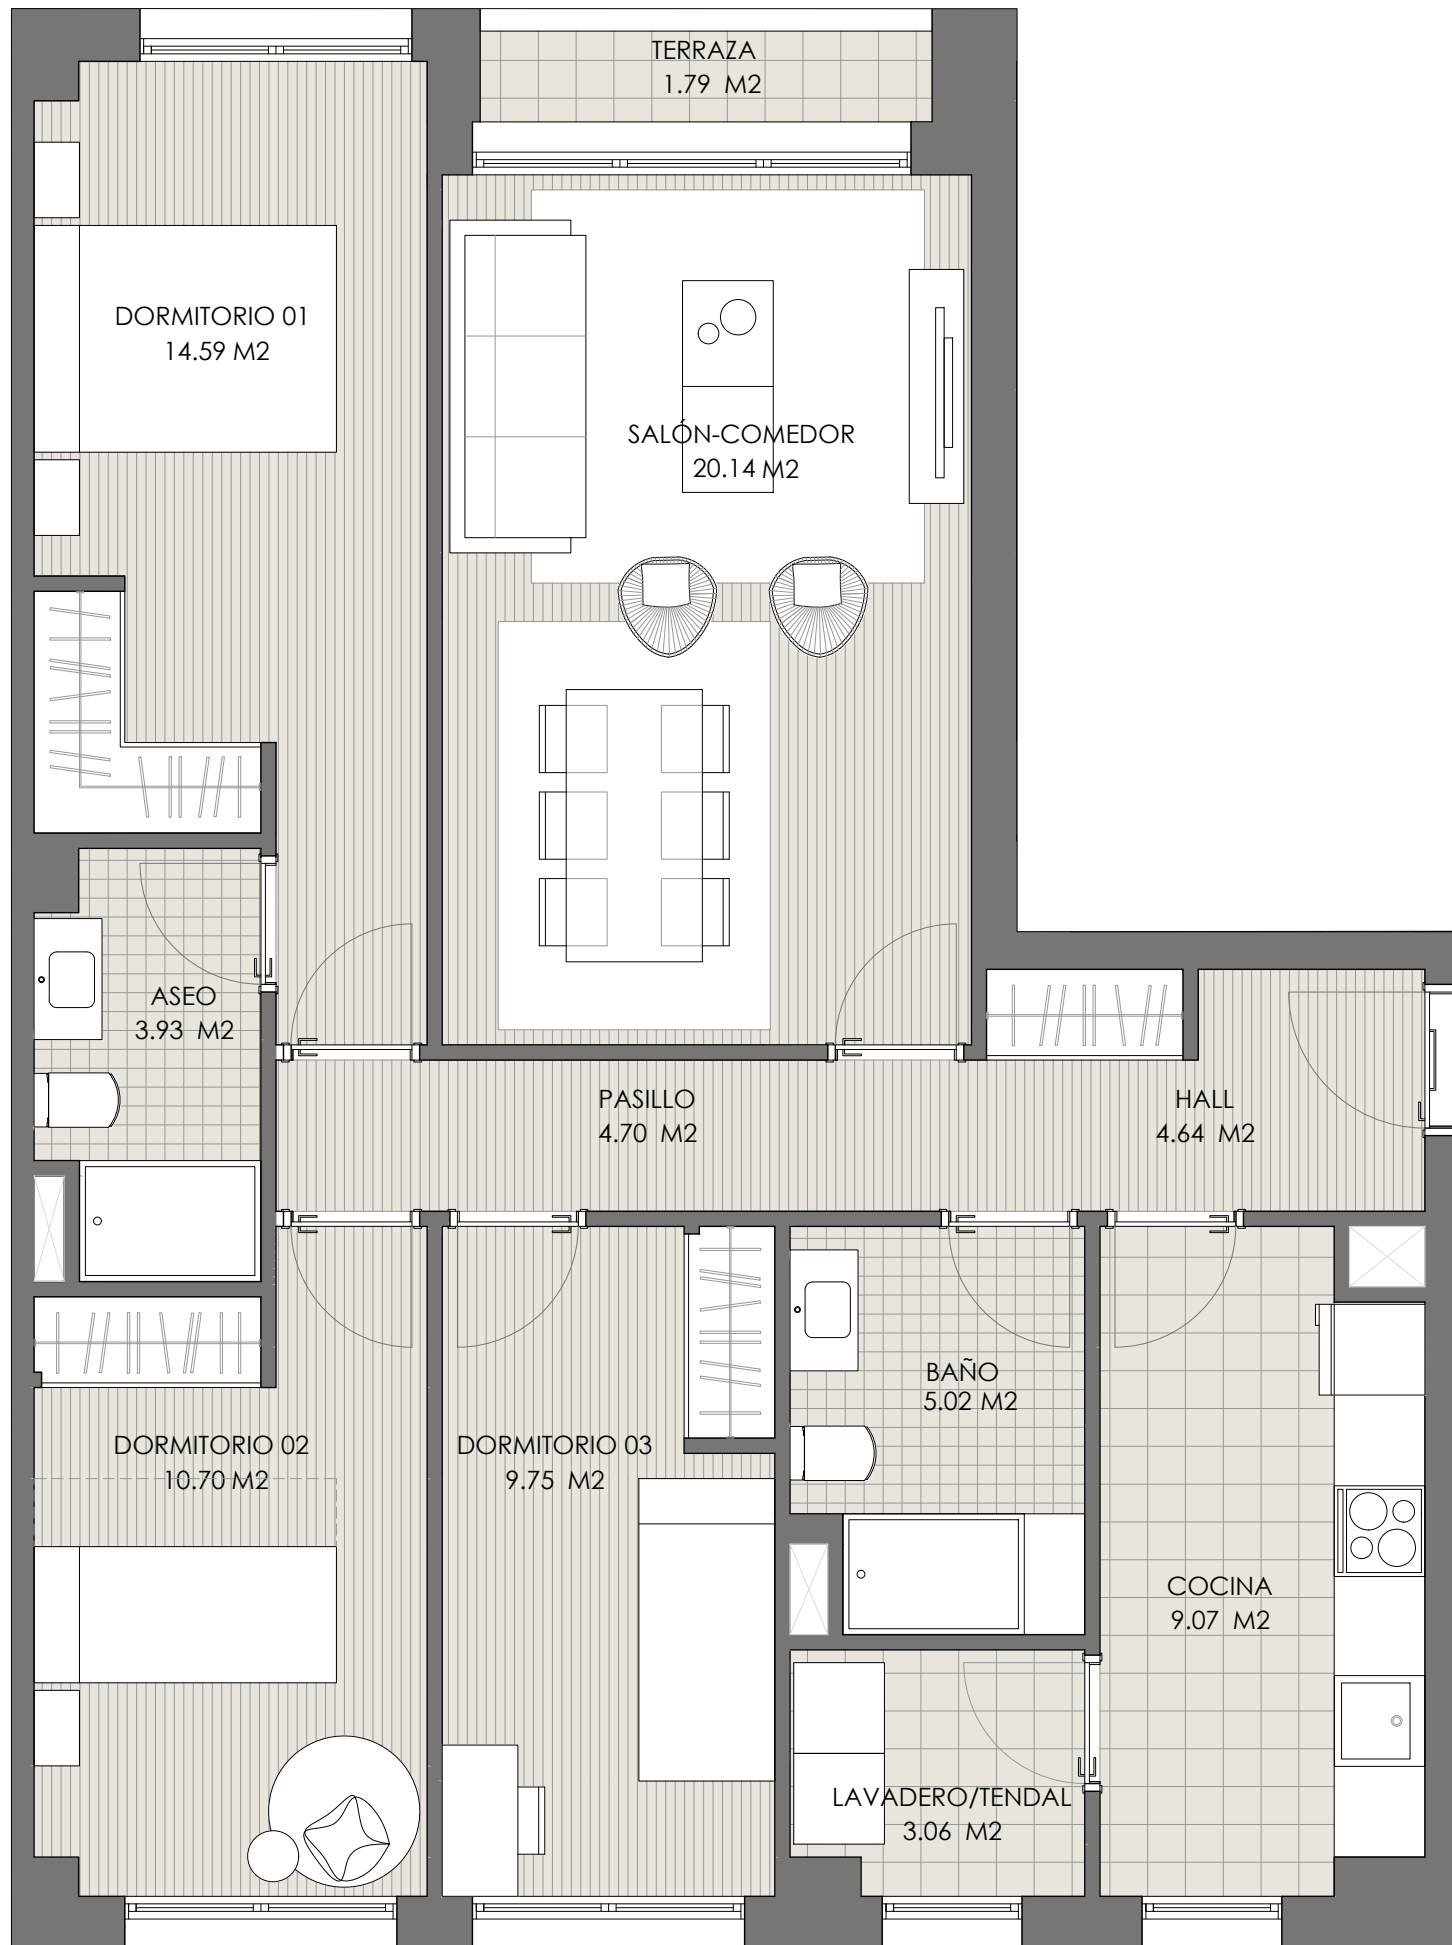 TERRAZA
1.79 M2
DORMITORIO 01
14.59 M2
SALÓN-COMEDOR
20.14 M2
ASEO
3.93 M2
PASILLO
4.70 M2
HALL
4.64 M2
BAÑO
5.02 M2
DORMITORIO 02
10.70 M2
DORMITORIO 03
9.75 M2
COCINA
9.07 M2
LAVADERO/TENDAL
3.06 M2